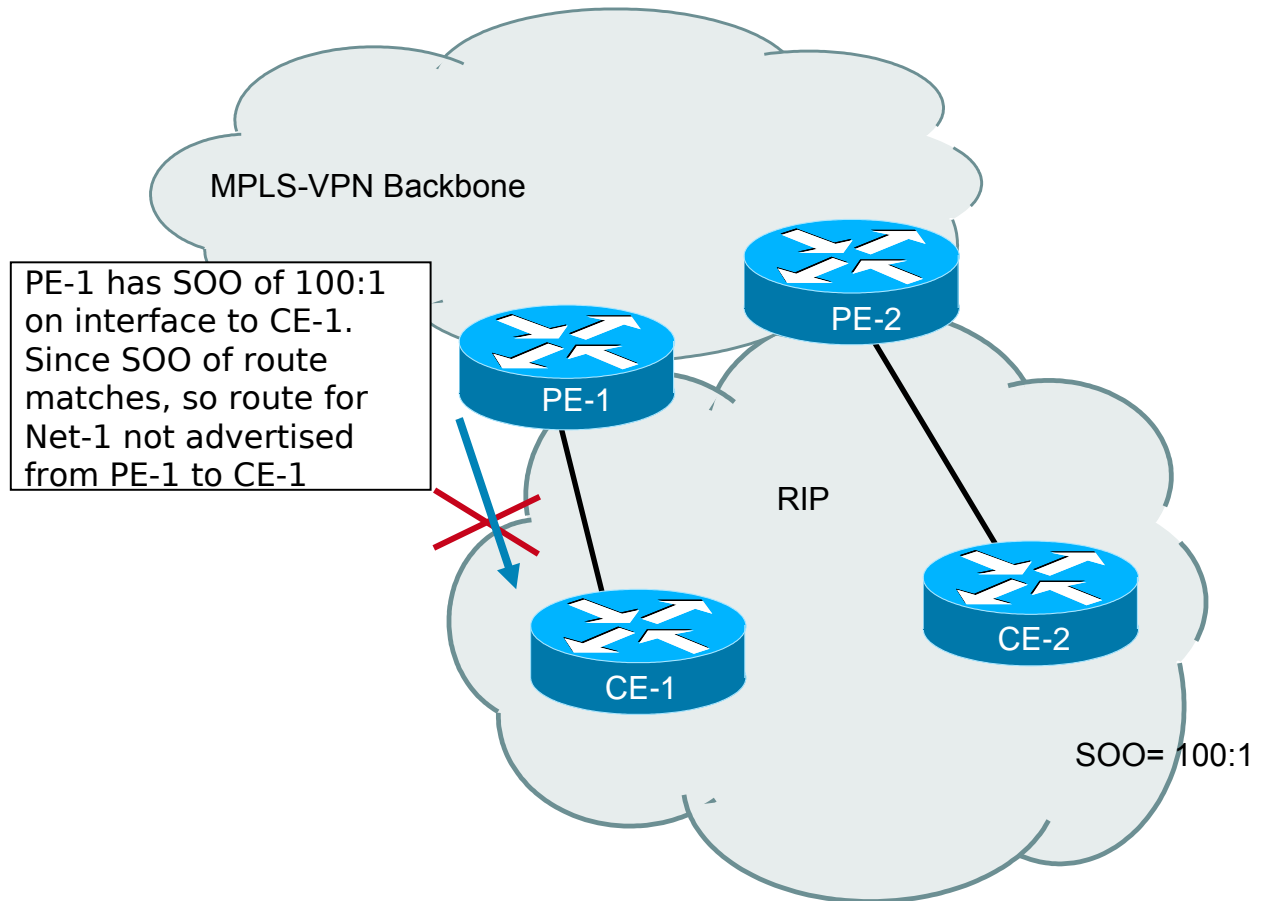 MPLS-VPN Backbone
PE-1 has SOO of 100:1
on interface to CE-1.
Since SOO of route
matches, so route for
Net-1 not advertised
from PE-1 to CE-1
PE-2
PE-1
RIP
CE-2
CE-1
SOO= 100:1